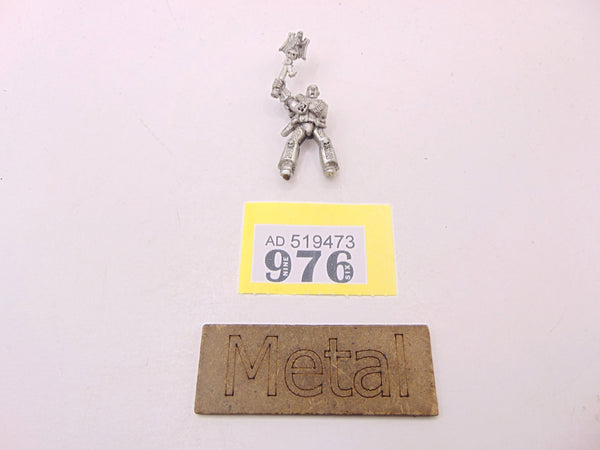 AD 519473
976
NINE
SIX
Metal